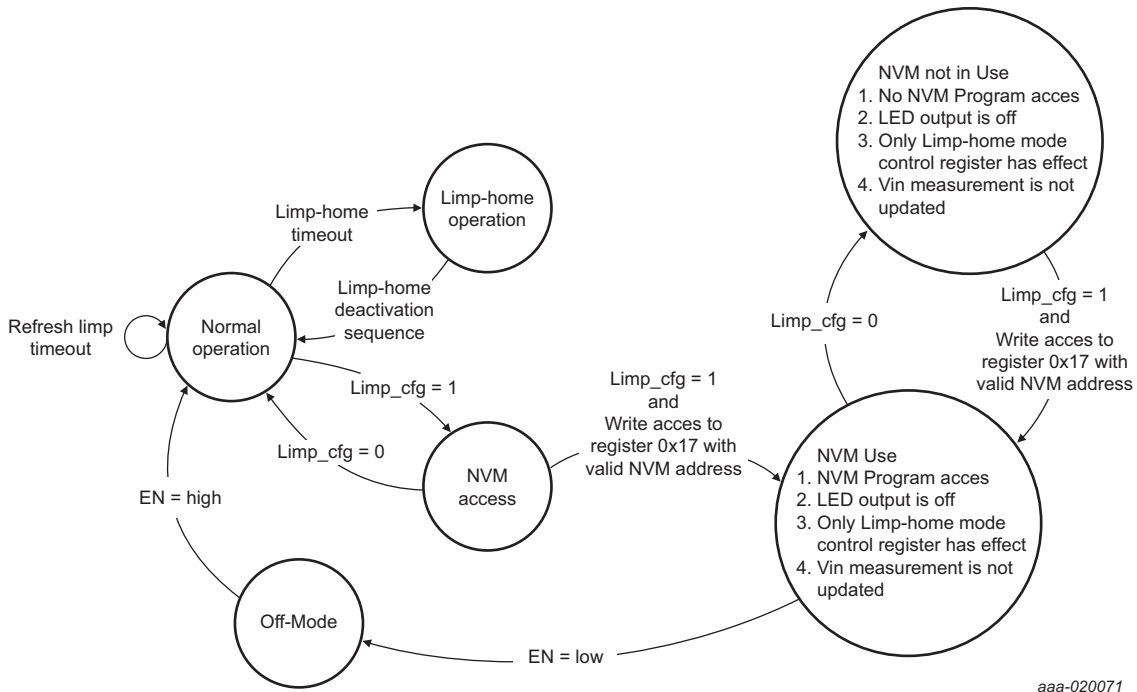 NVM not in Use
1. No NVM Program acces
2. LED output is off
3. Only Limp-home mode
control register has effect
4. Vin measurement is not
updated
Limp-home
operation
Limp-home
timeout
Limp-home
deactivation
sequence
Refresh limp
timeout
Normal
operation
Limp_cfg = 1
Limp_cfg = 0
NVM
access
Limp_cfg = 1
and
Write acces to
register 0x17 with
valid NVM address
Limp_cfg = 0
Limp_cfg = 1
and
Write acces to
register 0x17 with
valid NVM address
NVM Use
1. NVM Program acces
2. LED output is off
3. Only Limp-home mode
control register has effect
4. Vin measurement is not
updated
EN = high
Off-Mode
EN = low
aaa-020071